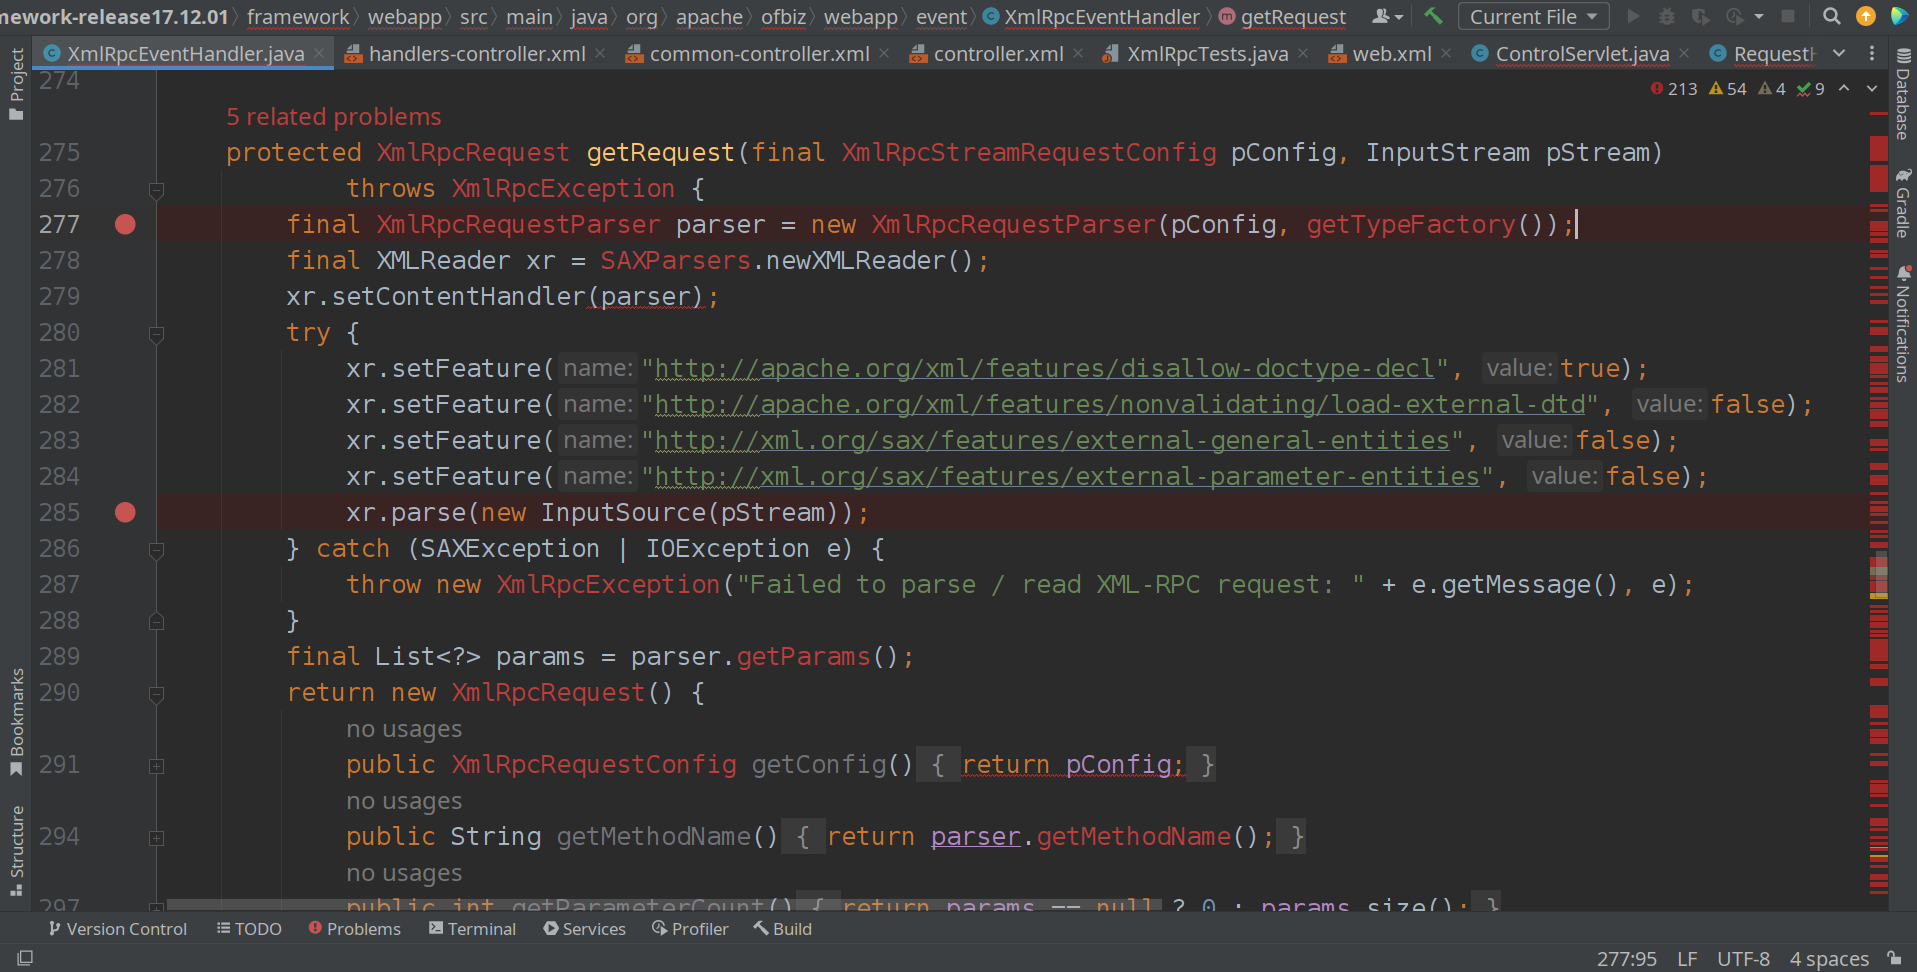 mework-release17.12.01 〉 framework 〉 webapp 〉 src 〉 main 〉 java 〉 org 〉 apache 〉 ofbiz 〉 webapp 〉 event 〉 XmlRpcEventHandler 〉 getRequest Current File
XmlRpcEventHandler.java handlers-controller.xml common-controller.xml controller.xml XmlRpcTests.java web.xml ControlServlet.java Request
Project
Bookmarks
Structure
Database
Gradle
Notifications
213 54 4 9
274
5 related problems
275 protected XmlRpcRequest getRequest(final XmlRpcStreamRequestConfig pConfig, InputStream pStream)
276 throws XmlRpcException {
277 final XmlRpcRequestParser parser = new XmlRpcRequestParser(pConfig, getTypeFactory());
278 final XMLReader xr = SAXParsers.newXMLReader();
279 xr.setContentHandler(parser);
280 try {
281 xr.setFeature( name: "http://apache.org/xml/features/disallow-doctype-decl", value: true);
282 xr.setFeature( name: "http://apache.org/xml/features/nonvalidating/load-external-dtd", value: false);
283 xr.setFeature( name: "http://xml.org/sax/features/external-general-entities", value: false);
284 xr.setFeature( name: "http://xml.org/sax/features/external-parameter-entities", value: false);
285 xr.parse(new InputSource(pStream));
286 } catch (SAXException | IOException e) {
287 throw new XmlRpcException("Failed to parse / read XML-RPC request: " + e.getMessage(), e);
288 }
289 final List<?> params = parser.getParams();
290 return new XmlRpcRequest() {
no usages
291 public XmlRpcRequestConfig getConfig() { return pConfig; }
no usages
294 public String getMethodName() { return parser.getMethodName(); }
no usages
297 public int getParameterCount() { return params == null ? 0 : params.size(); }
Version Control TODO Problems Terminal Services Profiler Build
277:95 LF UTF-8 4 spaces